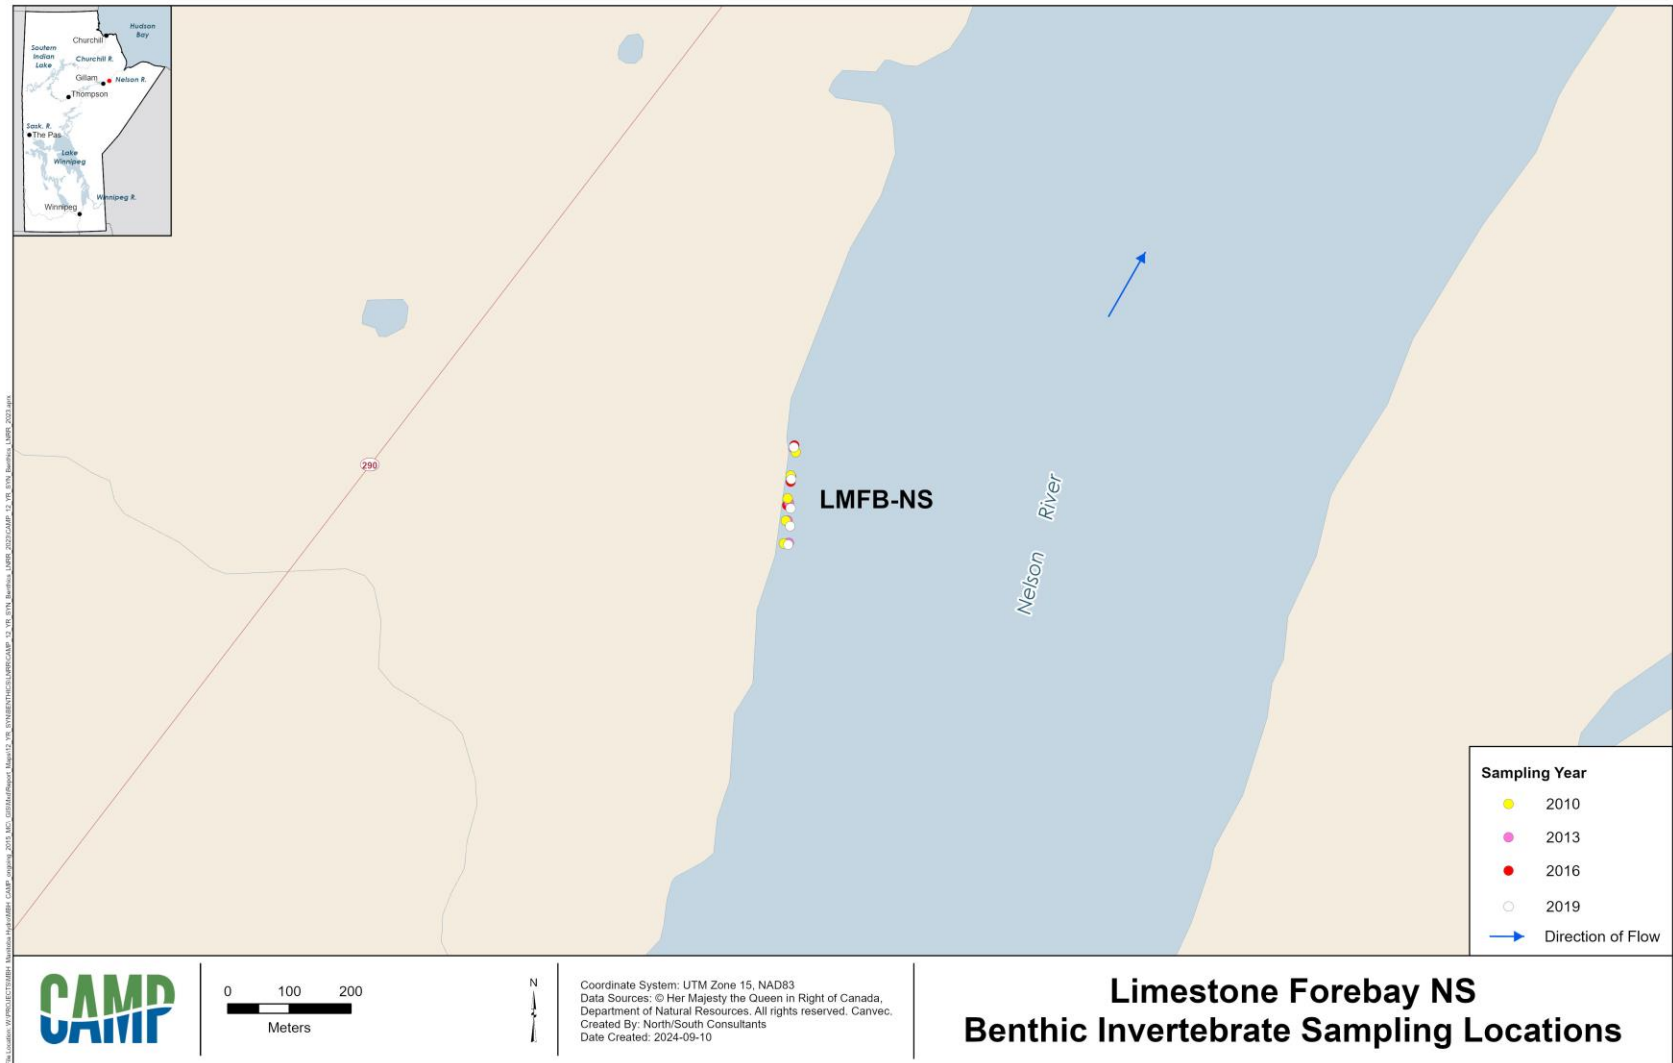 Hudson
Bay
Churchill
Soutern
Indian
Lake
Churchill R.
Gillam
Nelson R.
Thompson
Sask. R.
The Pas
Lake
Winnipeg
Winnipeg R.
Winnipeg
290
LMFB-NS
Nelson River
Sampling Year
2010
2013
2016
2019
Direction of Flow
CAMP
0 100 200
Meters
N
Coordinate System: UTM Zone 15, NAD83
Data Sources: © Her Majesty the Queen in Right of Canada,
Department of Natural Resources. All rights reserved. Canvec.
Created By: North/South Consultants
Date Created: 2024-09-10
Limestone Forebay NS
Benthic Invertebrate Sampling Locations